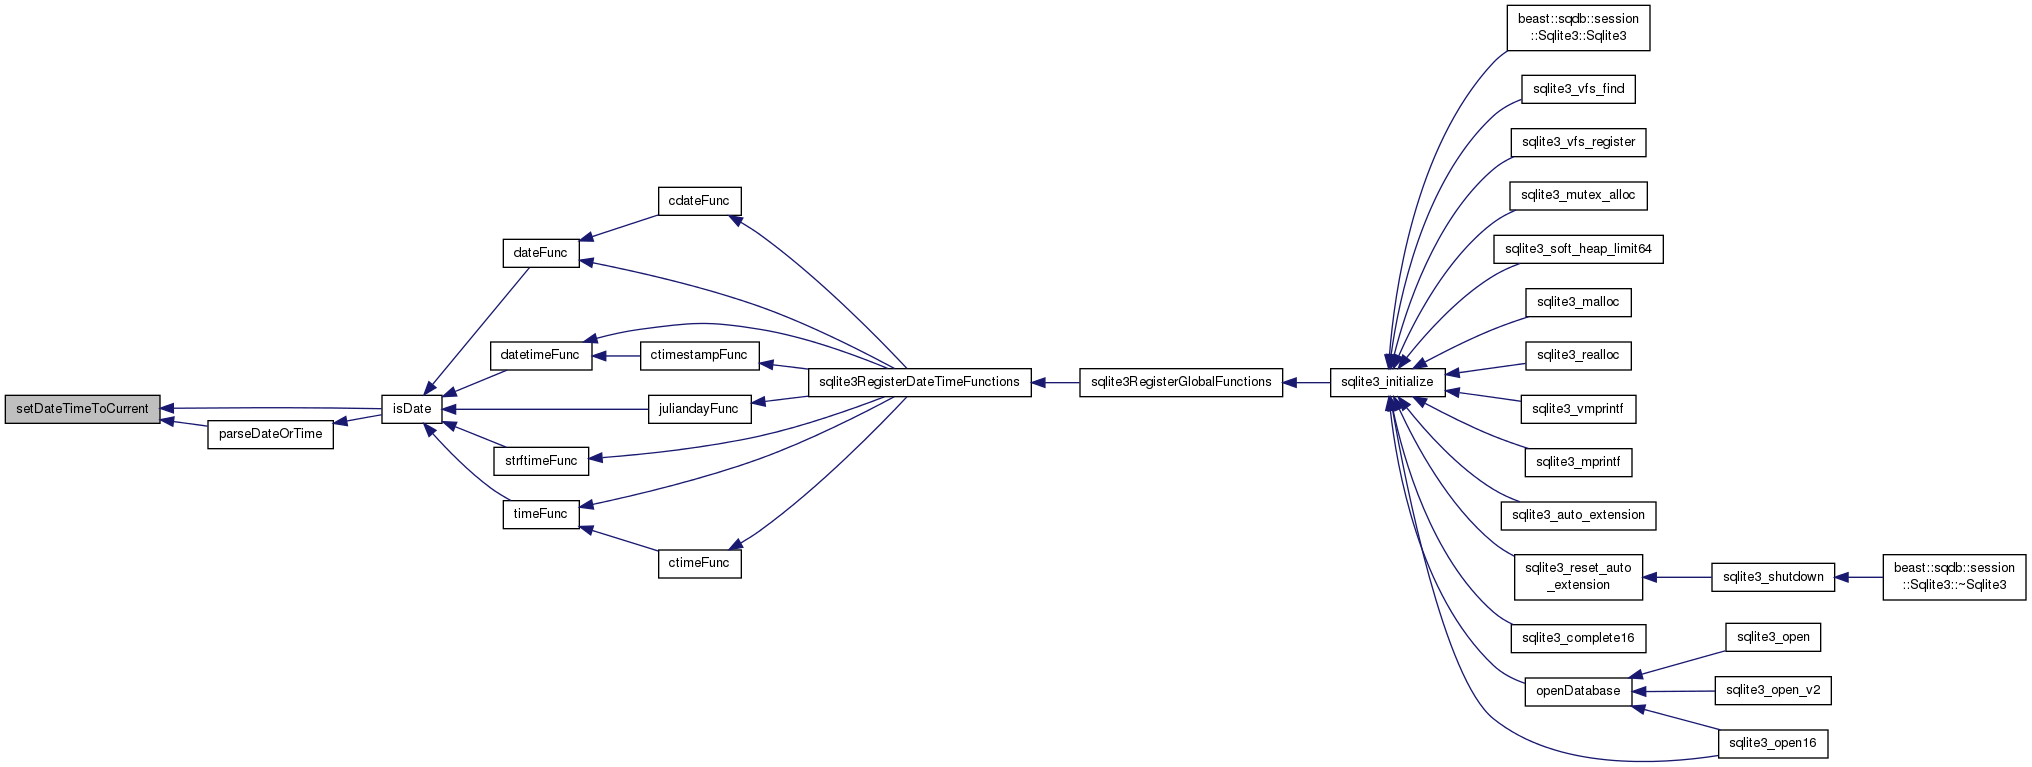 setDateTimeToCurrent
parseDateOrTime
isDate
dateFunc
datetimeFunc
strftimeFunc
timeFunc
cdateFunc
ctimestampFunc
juliandayFunc
ctimeFunc
sqlite3RegisterDateTimeFunctions
sqlite3RegisterGlobalFunctions
sqlite3_initialize
beast::sqdb::session
::Sqlite3::Sqlite3
sqlite3_vfs_find
sqlite3_vfs_register
sqlite3_mutex_alloc
sqlite3_soft_heap_limit64
sqlite3_malloc
sqlite3_realloc
sqlite3_vmprintf
sqlite3_mprintf
sqlite3_auto_extension
sqlite3_reset_auto
_extension
sqlite3_complete16
openDatabase
sqlite3_shutdown
sqlite3_open
sqlite3_open_v2
sqlite3_open16
beast::sqdb::session
::Sqlite3::~Sqlite3